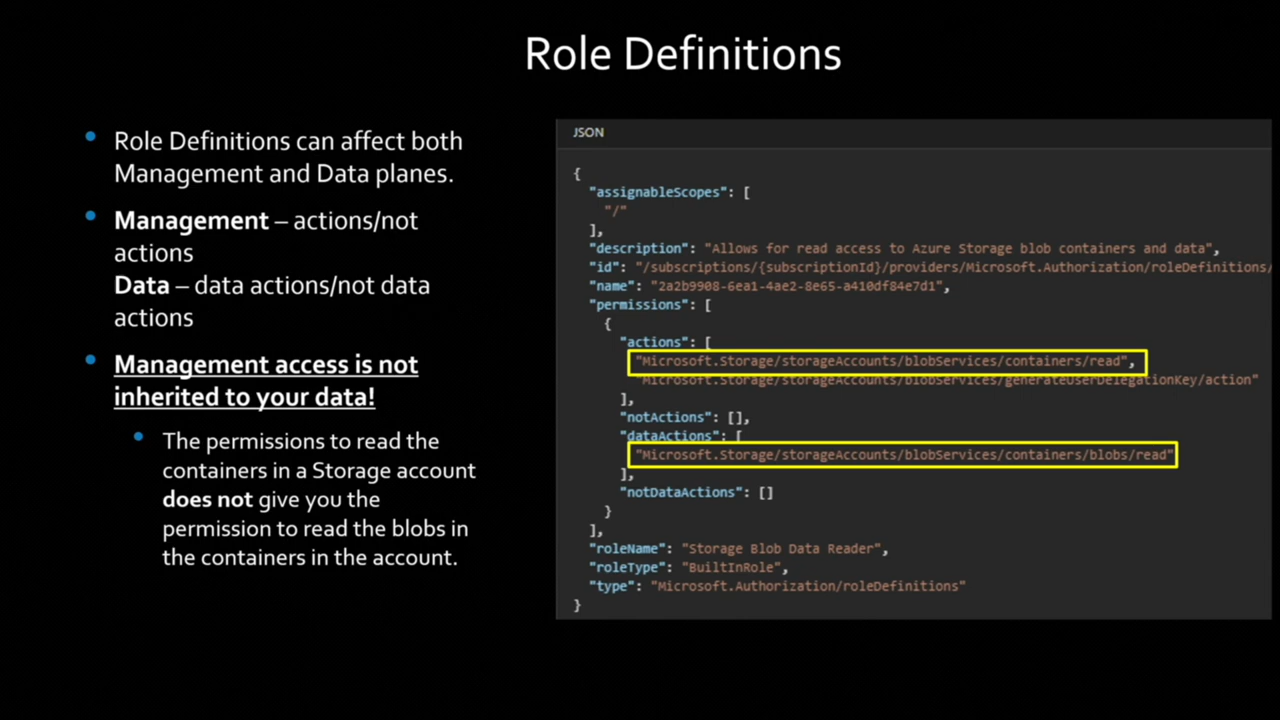 Role Definitions
• Role Definitions can affect both
Management and Data planes.
• Management – actions/not
actions
Data – data actions/not data
actions
• Management access is not
inherited to your data!
• The permissions to read the
containers in a Storage account
does not give you the
permission to read the blobs in
the containers in the account.
JSON
{
"assignableScopes": [
"/"
],
"description": "Allows for read access to Azure Storage blob containers and data",
"id": "/subscriptions/{subscriptionId}/providers/Microsoft.Authorization/roleDefinitions/
"name": "2a2b9908-6ea1-4ae2-8e65-a410df84e7d1",
"permissions": [
{
"actions": [
"Microsoft.Storage/storageAccounts/blobServices/containers/read",
"Microsoft.Storage/storageAccounts/blobServices/generateUserDelegationKey/action"
],
"notActions": [],
"dataActions": [
"Microsoft.Storage/storageAccounts/blobServices/containers/blobs/read"
],
"notDataActions": []
}
],
"roleName": "Storage Blob Data Reader",
"roleType": "BuiltInRole",
"type": "Microsoft.Authorization/roleDefinitions"
}